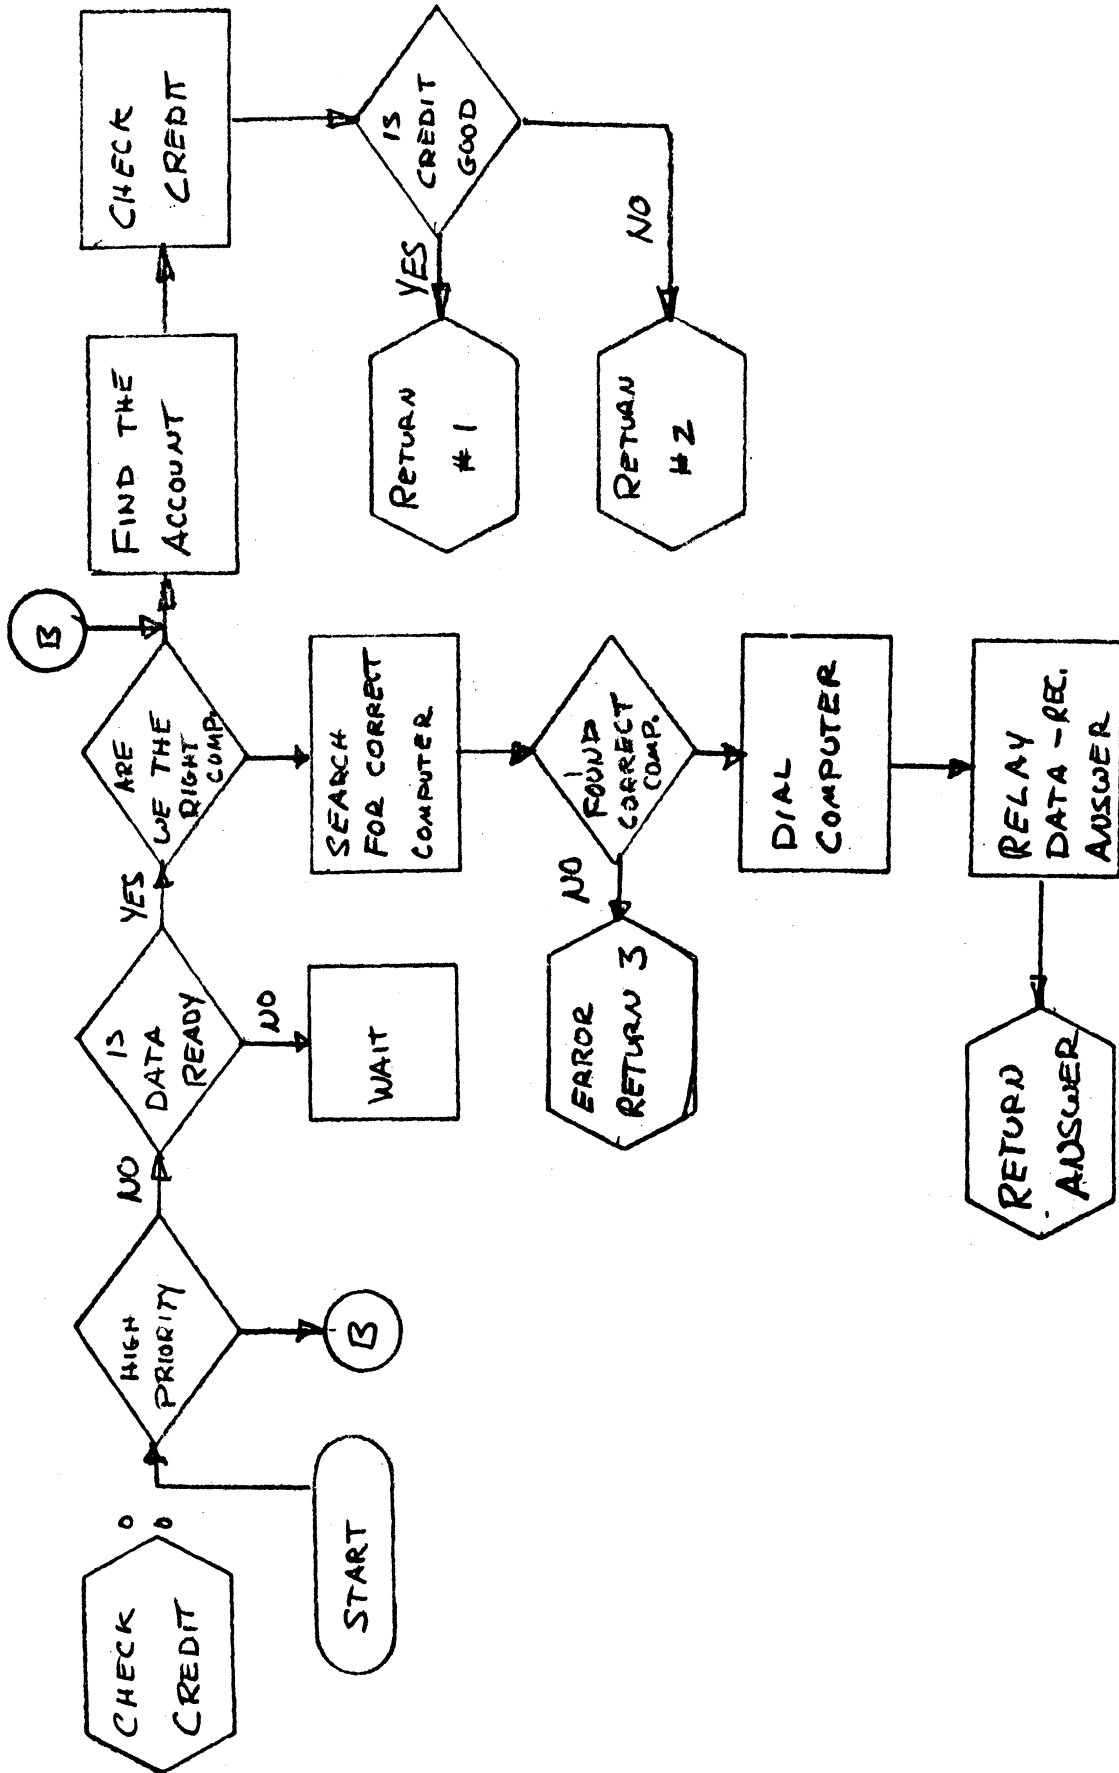 CHECK
CREDIT
START
HIGH
PRIORITY
NO
B
IS
DATA
READY
YES
NO
WAIT
ARE
WE THE
RIGHT
COMP.
B
FIND THE
ACCOUNT
CHECK
CREDIT
IS
CREDIT
GOOD
YES
RETURN
#1
NO
RETURN
#2
SEARCH
FOR CORRECT
COMPUTER
FOUND
CORRECT
COMP.
NO
ERROR
RETURN 3
DIAL
COMPUTER
RELAY
DATA-REC.
ANSWER
RETURN
ANSWER